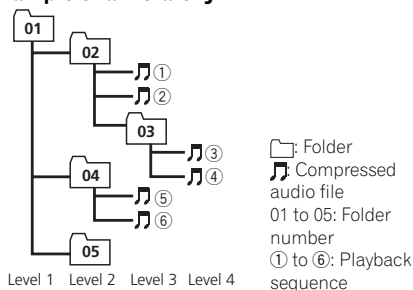 01
02
①
②
03
③
④
04
⑤
⑥
05
Level 1 Level 2 Level 3 Level 4
: Folder
: Compressed
audio file
01 to 05: Folder
number
① to ⑥: Playback
sequence